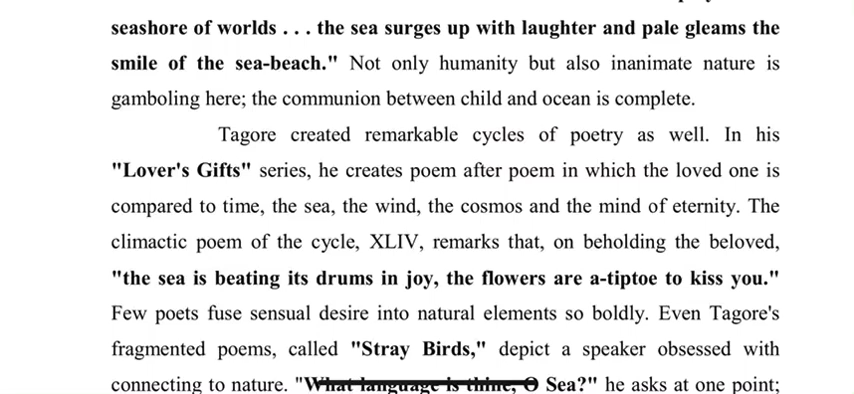 seashore of worlds . . . the sea surges up with laughter and pale gleams the
smile of the sea-beach." Not only humanity but also inanimate nature is
gamboling here; the communion between child and ocean is complete.
Tagore created remarkable cycles of poetry as well. In his
"Lover's Gifts" series, he creates poem after poem in which the loved one is
compared to time, the sea, the wind, the cosmos and the mind of eternity. The
climactic poem of the cycle, XLIV, remarks that, on beholding the beloved,
"the sea is beating its drums in joy, the flowers are a-tiptoe to kiss you."
Few poets fuse sensual desire into natural elements so boldly. Even Tagore's
fragmented poems, called "Stray Birds," depict a speaker obsessed with
connecting to nature. "What language is thine, O Sea?" he asks at one point;